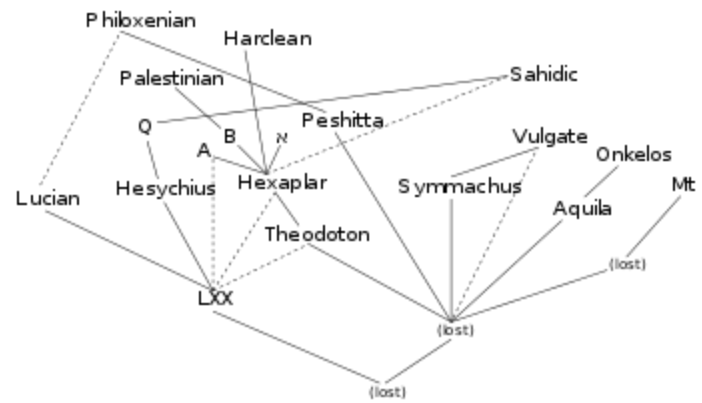 Philoxenian
Harclean
Palestinian
Sahidic
Q
B
א
Peshitta
A
Vulgate
Onkelos
Lucian
Hesychius
Hexaplar
Symmachus
Mt
Aquila
Theodoton
(lost)
LXX
(lost)
(lost)